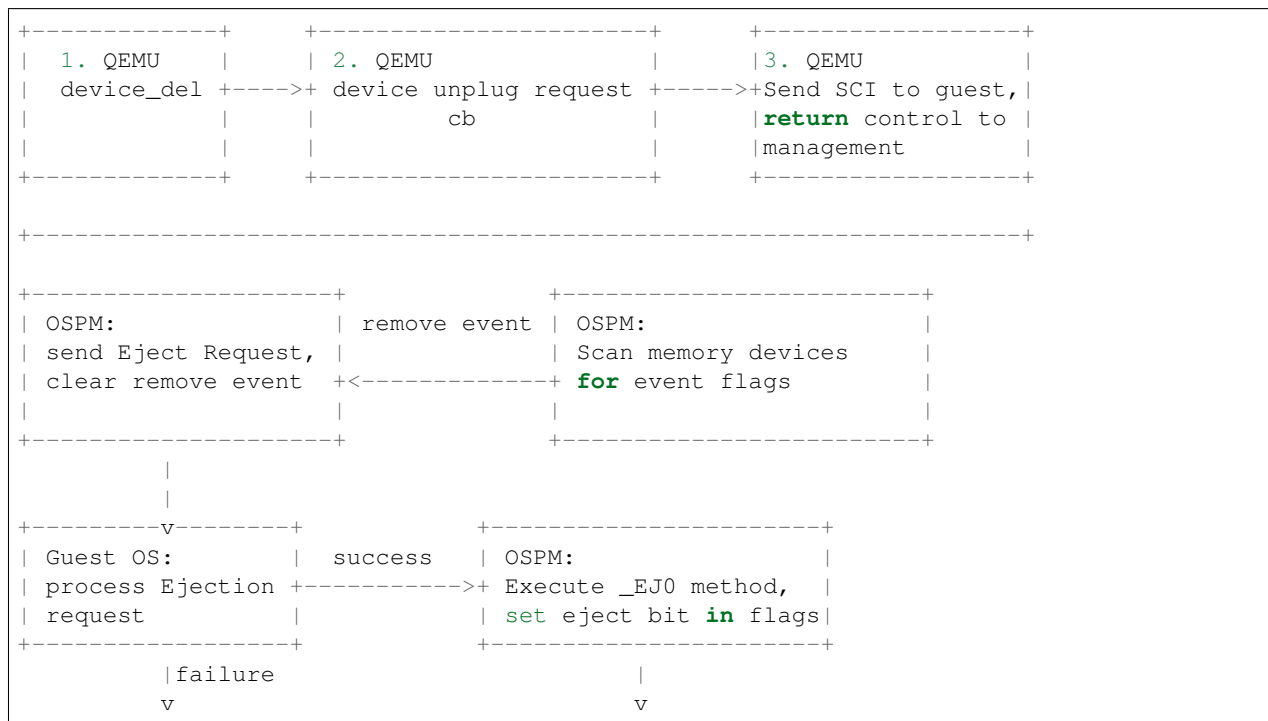 +-------------+ +-----------------------+ +------------------+
| 1. QEMU | | 2. QEMU | |3. QEMU |
| device_del +---->+ device unplug request +----->+Send SCI to guest,|
| | | cb | |return control to |
| | | | |management |
+-------------+ +-----------------------+ +------------------+
+---------------------------------------------------------------------+
+---------------------+ +-------------------------+
| OSPM: | remove event | OSPM: |
| send Eject Request, | | Scan memory devices |
| clear remove event +<-------------+ for event flags |
| | | |
+---------------------+ +-------------------------+
|
|
+---------v--------+ +-----------------------+
| Guest OS: | success | OSPM: |
| process Ejection +----------->+ Execute _EJ0 method, |
| request | | set eject bit in flags|
+------------------+ +-----------------------+
|failure |
v v